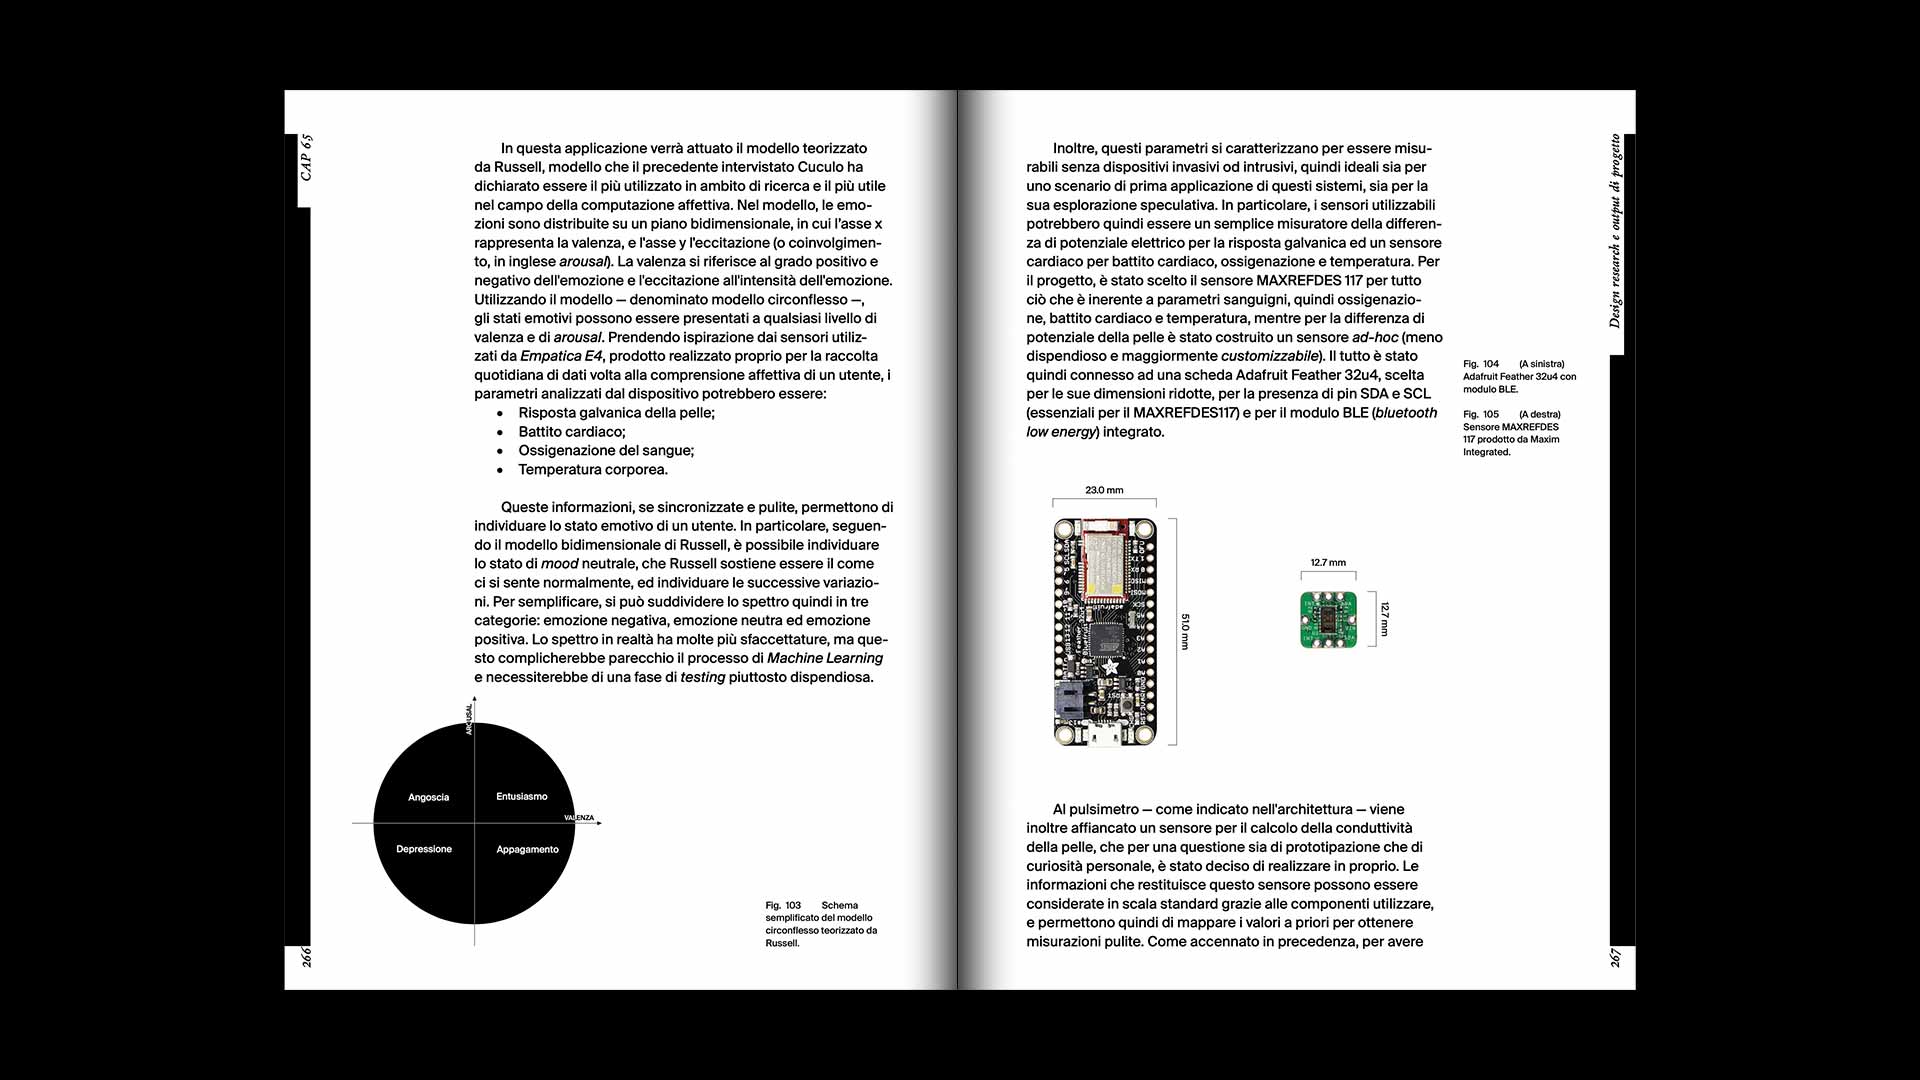 CAP 6,5
In questa applicazione verrà attuato il modello teorizzato
da Russell, modello che il precedente intervistato Cuculo ha
dichiarato essere il più utilizzato in ambito di ricerca e il più utile
nel campo della computazione affettiva. Nel modello, le emo-
zioni sono distribuite su un piano bidimensionale, in cui l'asse x
rappresenta la valenza, e l'asse y l'eccitazione (o coinvolgimen-
to, in inglese arousal). La valenza si riferisce al grado positivo e
negativo dell'emozione e l'eccitazione all'intensità dell'emozione.
Utilizzando il modello — denominato modello circonflesso —,
gli stati emotivi possono essere presentati a qualsiasi livello di
valenza e di arousal. Prendendo ispirazione dai sensori utiliz-
zati da Empatica E4, prodotto realizzato proprio per la raccolta
quotidiana di dati volta alla comprensione affettiva di un utente, i
parametri analizzati dal dispositivo potrebbero essere:
• Risposta galvanica della pelle;
• Battito cardiaco;
• Ossigenazione del sangue;
• Temperatura corporea.
Queste informazioni, se sincronizzate e pulite, permettono di
individuare lo stato emotivo di un utente. In particolare, seguen-
do il modello bidimensionale di Russell, è possibile individuare
lo stato di mood neutrale, che Russell sostiene essere il come
ci si sente normalmente, ed individuare le successive variazio-
ni. Per semplificare, si può suddividere lo spettro quindi in tre
categorie: emozione negativa, emozione neutra ed emozione
positiva. Lo spettro in realtà ha molte più sfaccettature, ma que-
sto complicherebbe parecchio il processo di Machine Learning
e necessiterebbe di una fase di testing piuttosto dispendiosa.
AROUSAL
Angoscia
Entusiasmo
VALENZA
Depressione
Appagamento
Fig. 103 Schema
semplificato del modello
circonflesso teorizzato da
Russell.
266
Design research e output di progetto
Inoltre, questi parametri si caratterizzano per essere misu-
rabili senza dispositivi invasivi od intrusivi, quindi ideali sia per
uno scenario di prima applicazione di questi sistemi, sia per la
sua esplorazione speculativa. In particolare, i sensori utilizzabili
potrebbero quindi essere un semplice misuratore della differen-
za di potenziale elettrico per la risposta galvanica ed un sensore
cardiaco per battito cardiaco, ossigenazione e temperatura. Per
il progetto, è stato scelto il sensore MAXREFDES 117 per tutto
ciò che è inerente a parametri sanguigni, quindi ossigenazio-
ne, battito cardiaco e temperatura, mentre per la differenza di
potenziale della pelle è stato costruito un sensore ad-hoc (meno
dispendioso e maggiormente customizzabile). Il tutto è stato
quindi connesso ad una scheda Adafruit Feather 32u4, scelta
per le sue dimensioni ridotte, per la presenza di pin SDA e SCL
(essenziali per il MAXREFDES117) e per il modulo BLE (bluetooth
low energy) integrato.
Fig. 104 (A sinistra)
Adafruit Feather 32u4 con
modulo BLE.
Fig. 105 (A destra)
Sensore MAXREFDES
117 prodotto da Maxim
Integrated.
23.0 mm
51.0 mm
12.7 mm
12.7 mm
Al pulsimetro — come indicato nell'architettura — viene
inoltre affiancato un sensore per il calcolo della conduttività
della pelle, che per una questione sia di prototipazione che di
curiosità personale, è stato deciso di realizzare in proprio. Le
informazioni che restituisce questo sensore possono essere
considerate in scala standard grazie alle componenti utilizzare,
e permettono quindi di mappare i valori a priori per ottenere
misurazioni pulite. Come accennato in precedenza, per avere
267